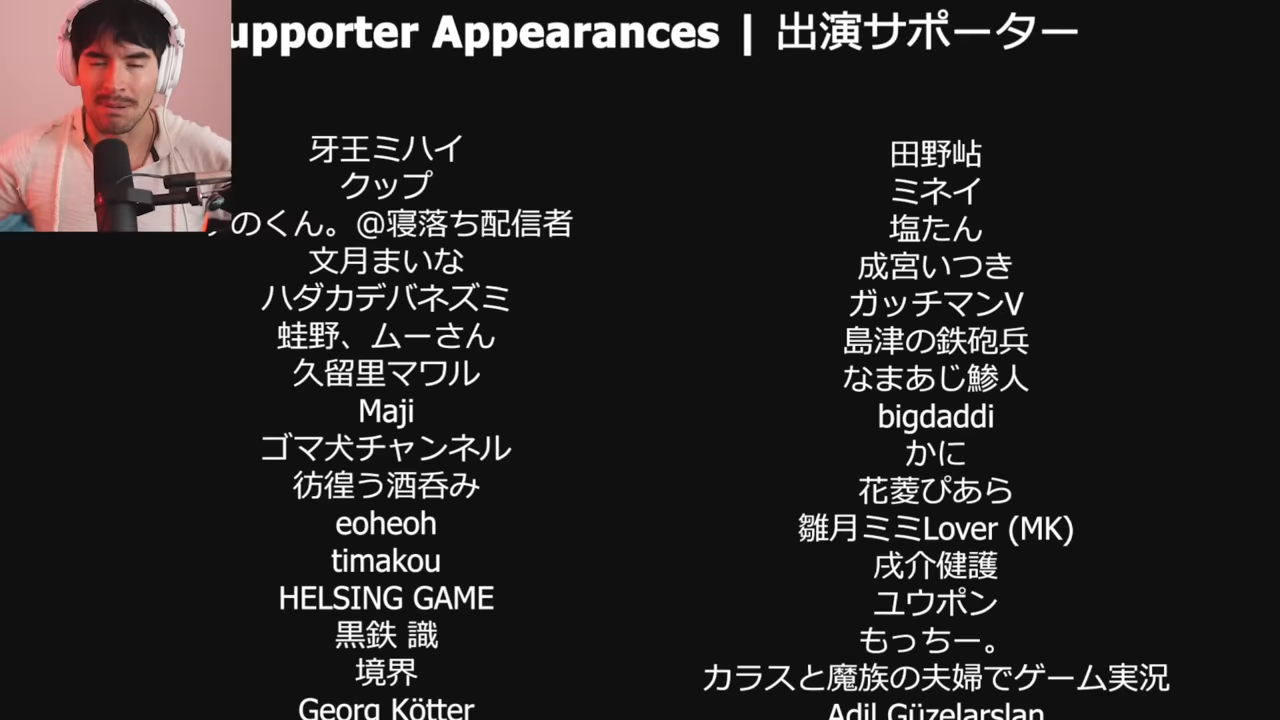 upporter Appearances | 出演サポーター
牙王ミハイ
クップ
のくん。@寝落ち配信者
文月まいな
ハダカデバネズミ
蛙野、ムーさん
久留里マワル
Maji
ゴマ犬チャンネル
彷徨う酒呑み
eoheoh
timakou
HELSING GAME
黒鉄 識
境界
Georg Kötter
田野岾
ミネイ
塩たん
成宮いつき
ガッチマンV
島津の鉄砲兵
なまあじ鯵人
bigdaddi
かに
花菱ぴあら
雛月ミミLover (MK)
戌介健護
ユウポン
もっちー。
カラスと魔族の夫婦でゲーム実況
Adil Güzelarslan